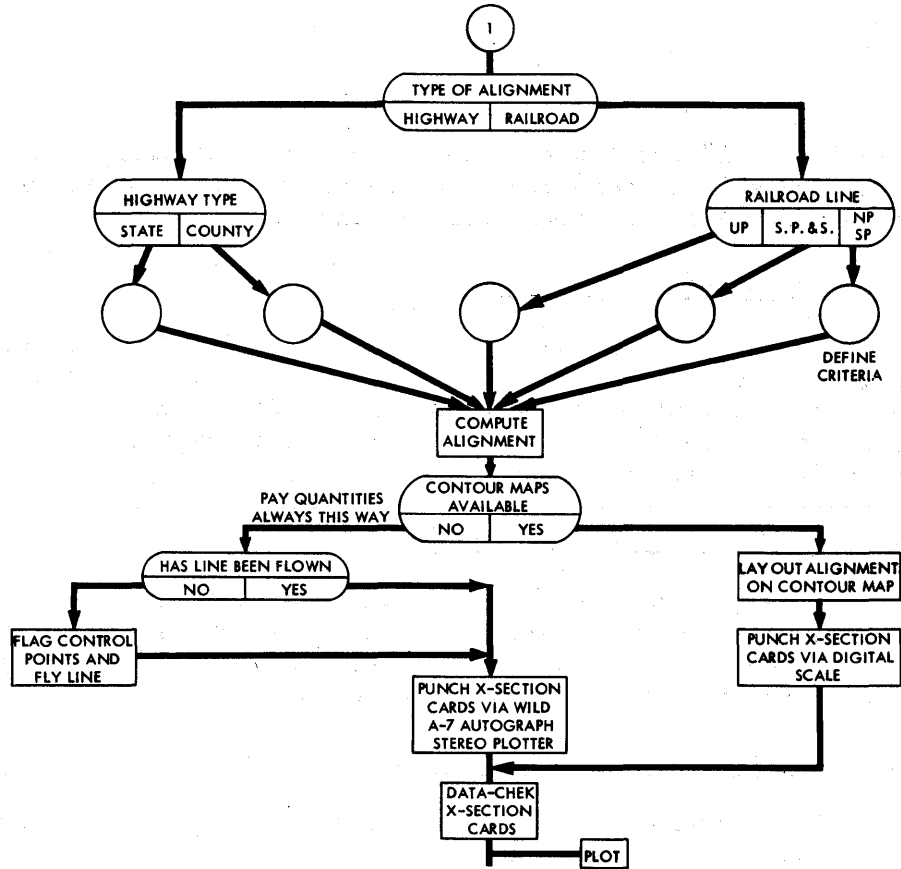 1
TYPE OF ALIGNMENT
HIGHWAY RAILROAD
HIGHWAY TYPE
STATE COUNTY
RAILROAD LINE
UP S.P.&S. NP
SP
DEFINE
CRITERIA
COMPUTE
ALIGNMENT
PAY QUANTITIES
ALWAYS THIS WAY
CONTOUR MAPS
AVAILABLE
NO YES
HAS LINE BEEN FLOWN
NO YES
LAY OUT ALIGNMENT
ON CONTOUR MAP
FLAG CONTROL
POINTS AND
FLY LINE
PUNCH X-SECTION
CARDS VIA DIGITAL
SCALE
PUNCH X-SECTION
CARDS VIA WILD
A-7 AUTOGRAPH
STEREO PLOTTER
DATA-CHEK
X-SECTION
CARDS
PLOT